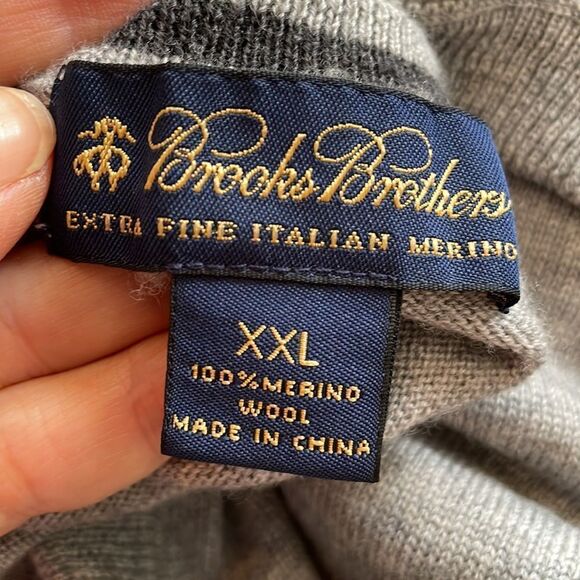 Brooks Brothers
EXTRA FINE ITALIAN MERINO
XXL
100% MERINO
WOOL
MADE IN CHINA